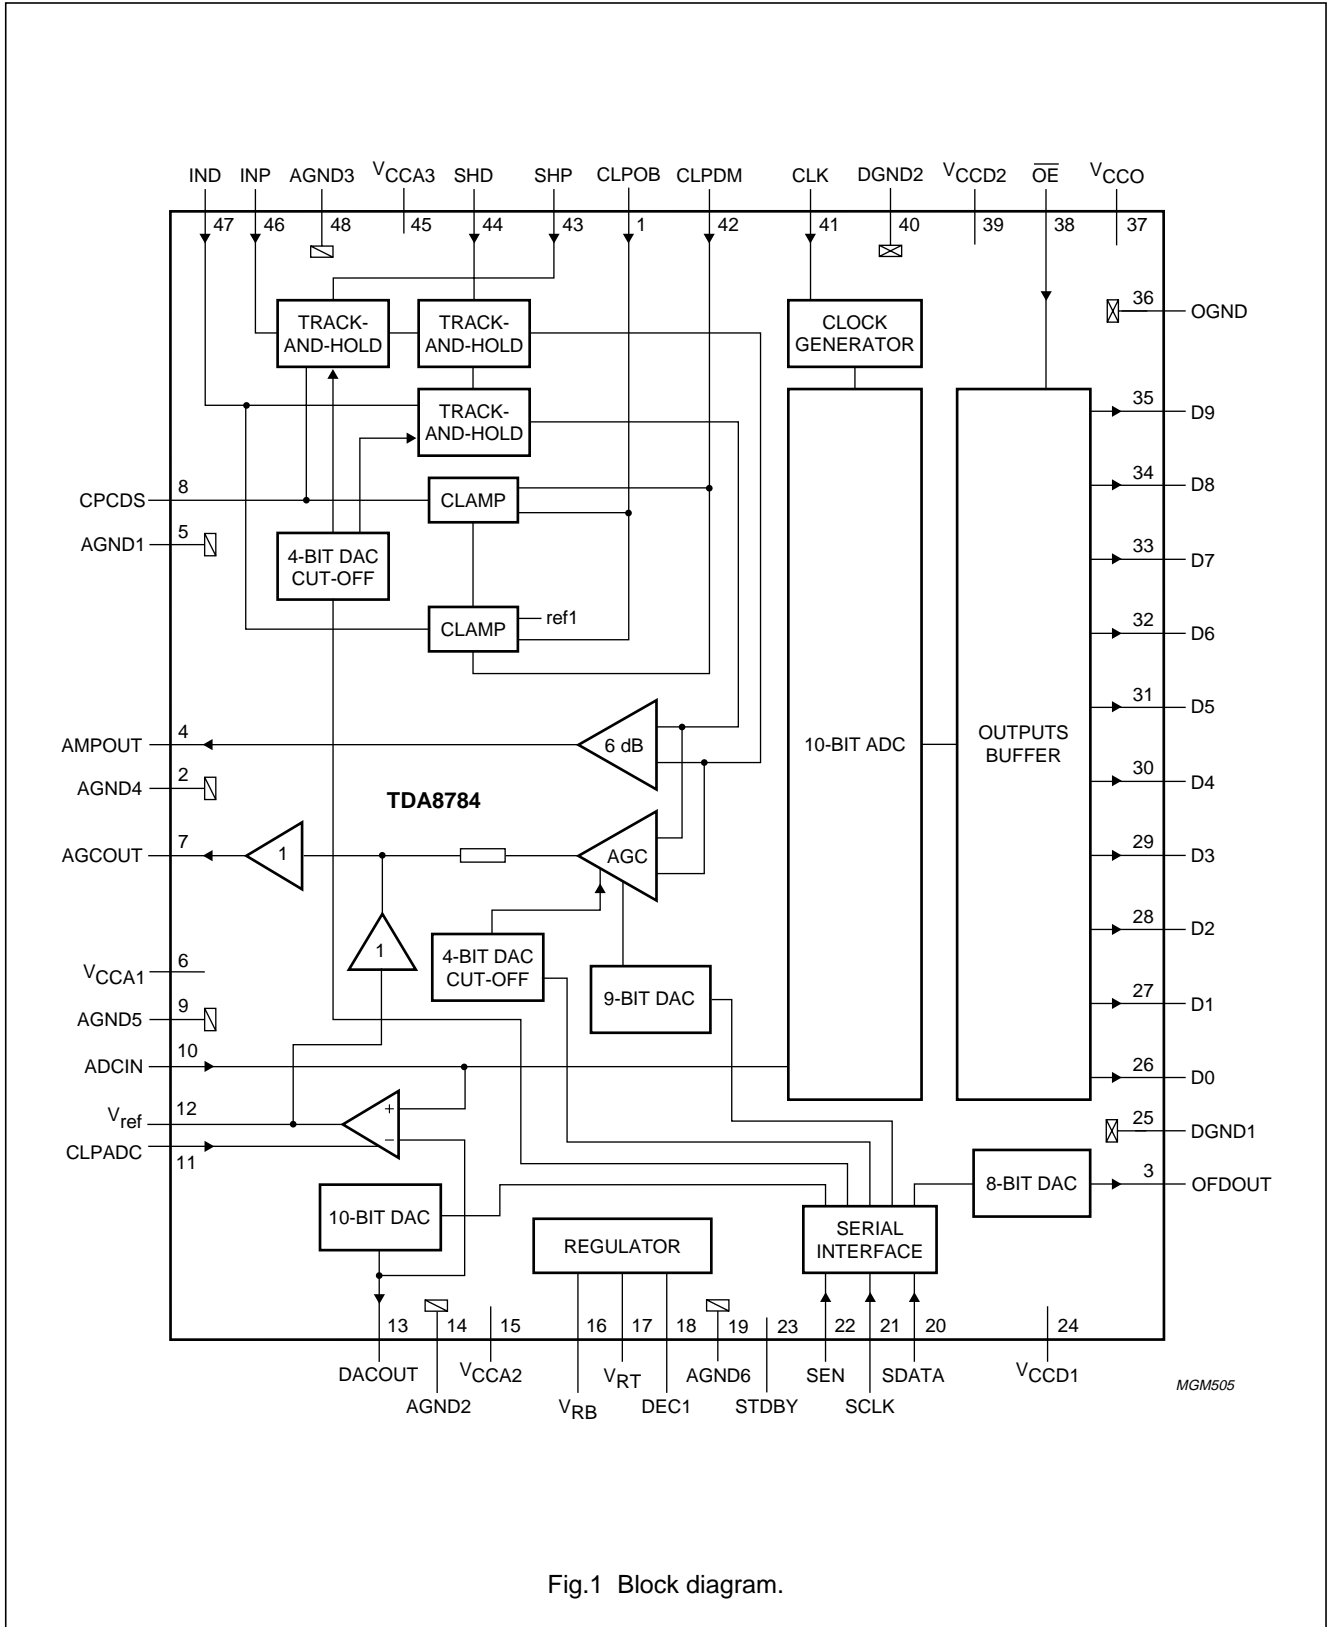 IND INP AGND3 VCCA3 SHD SHP CLPOB CLPDM CLK DGND2 VCCD2 OE VCCO
47 46 48 45 44 43 1 42 41 40 39 38 37
36 OGND
TRACK-
AND-HOLD
TRACK-
AND-HOLD
CLOCK
GENERATOR
TRACK-
AND-HOLD
35 D9
CPCDS 8
CLAMP
34 D8
AGND1 5
4-BIT DAC
CUT-OFF
33 D7
CLAMP
ref1
32 D6
AMPOUT 4
6 dB
10-BIT ADC
OUTPUTS
BUFFER
31 D5
AGND4 2
TDA8784
30 D4
AGCOUT 7
1
AGC
29 D3
1
4-BIT DAC
CUT-OFF
28 D2
VCCA1 6
9-BIT DAC
27 D1
AGND5 9
ADCIN 10
26 D0
Vref 12
+
−
25 DGND1
CLPADC 11
8-BIT DAC
3 OFDOUT
10-BIT DAC
REGULATOR
SERIAL
INTERFACE
13 14 15 16 17 18 19 23 22 21 20 24
DACOUT VCCA2 VRT AGND6 SEN SDATA VCCD1
AGND2 VRB DEC1 STDBY SCLK
MGM505
Fig.1 Block diagram.